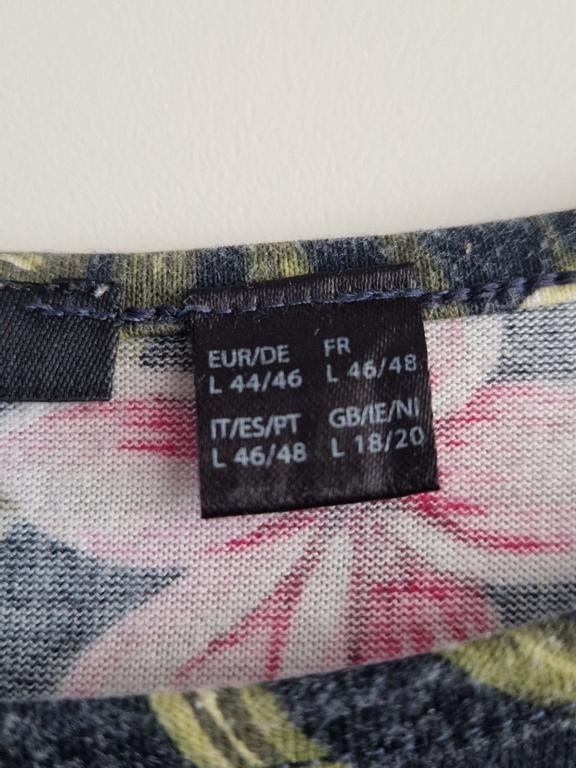 EUR/DE FR
L 44/46 L 46/48
IT/ES/PT GB/IE/NI
L 46/48 L 18/20